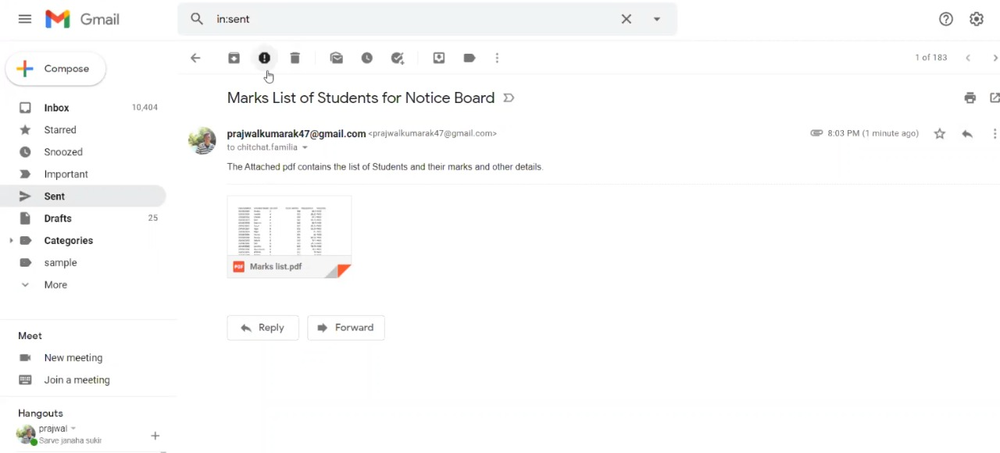 Gmail
in:sent
Compose
1 of 183
Inbox 10,404
Starred
Snoozed
Important
Sent
Drafts 25
Categories
sample
More
Marks List of Students for Notice Board
prajwalkumarak47@gmail.com <prajwalkumarak47@gmail.com>
8:03 PM (1 minute ago)
to chitchat.familia
The Attached pdf contains the list of Students and their marks and other details.
PDF Marks list.pdf
Reply
Forward
Meet
New meeting
Join a meeting
Hangouts
prajwal
Sarve janaha sukir